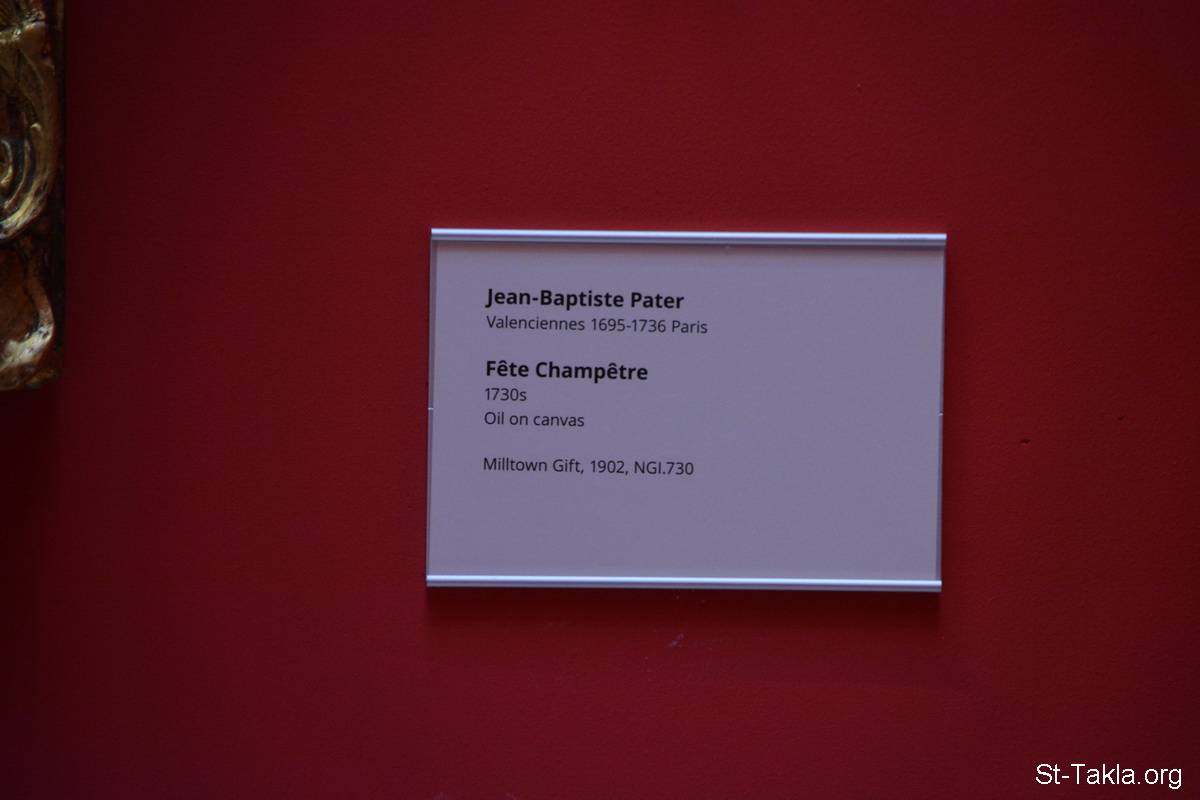 Jean-Baptiste Pater
Valenciennes 1695-1736 Paris
Fête Champêtre
1730s
Oil on canvas
Milltown Gift, 1902, NGI.730
St-Takla.org